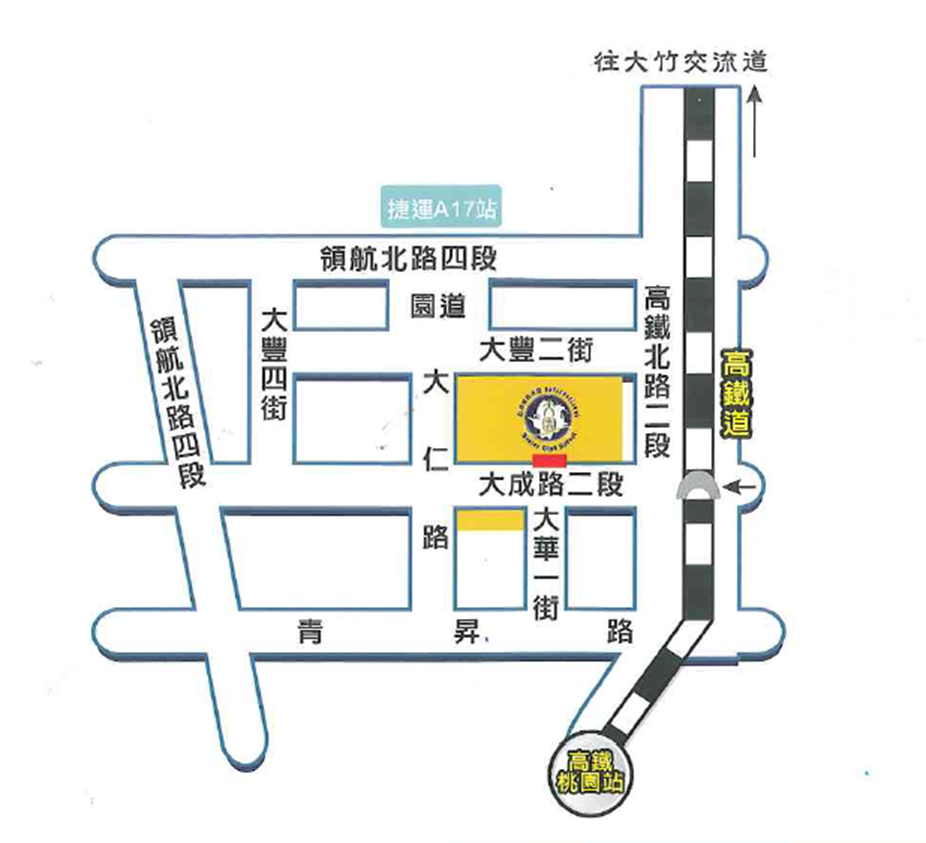 往大竹交流道
捷運A17站
領航北路四段
園道
高鐵北路二段
大豐四街
領航北路四段
大豐二街
高鐵道
大仁路
大成路二段
大華一街
青昇路
高鐵
桃園站